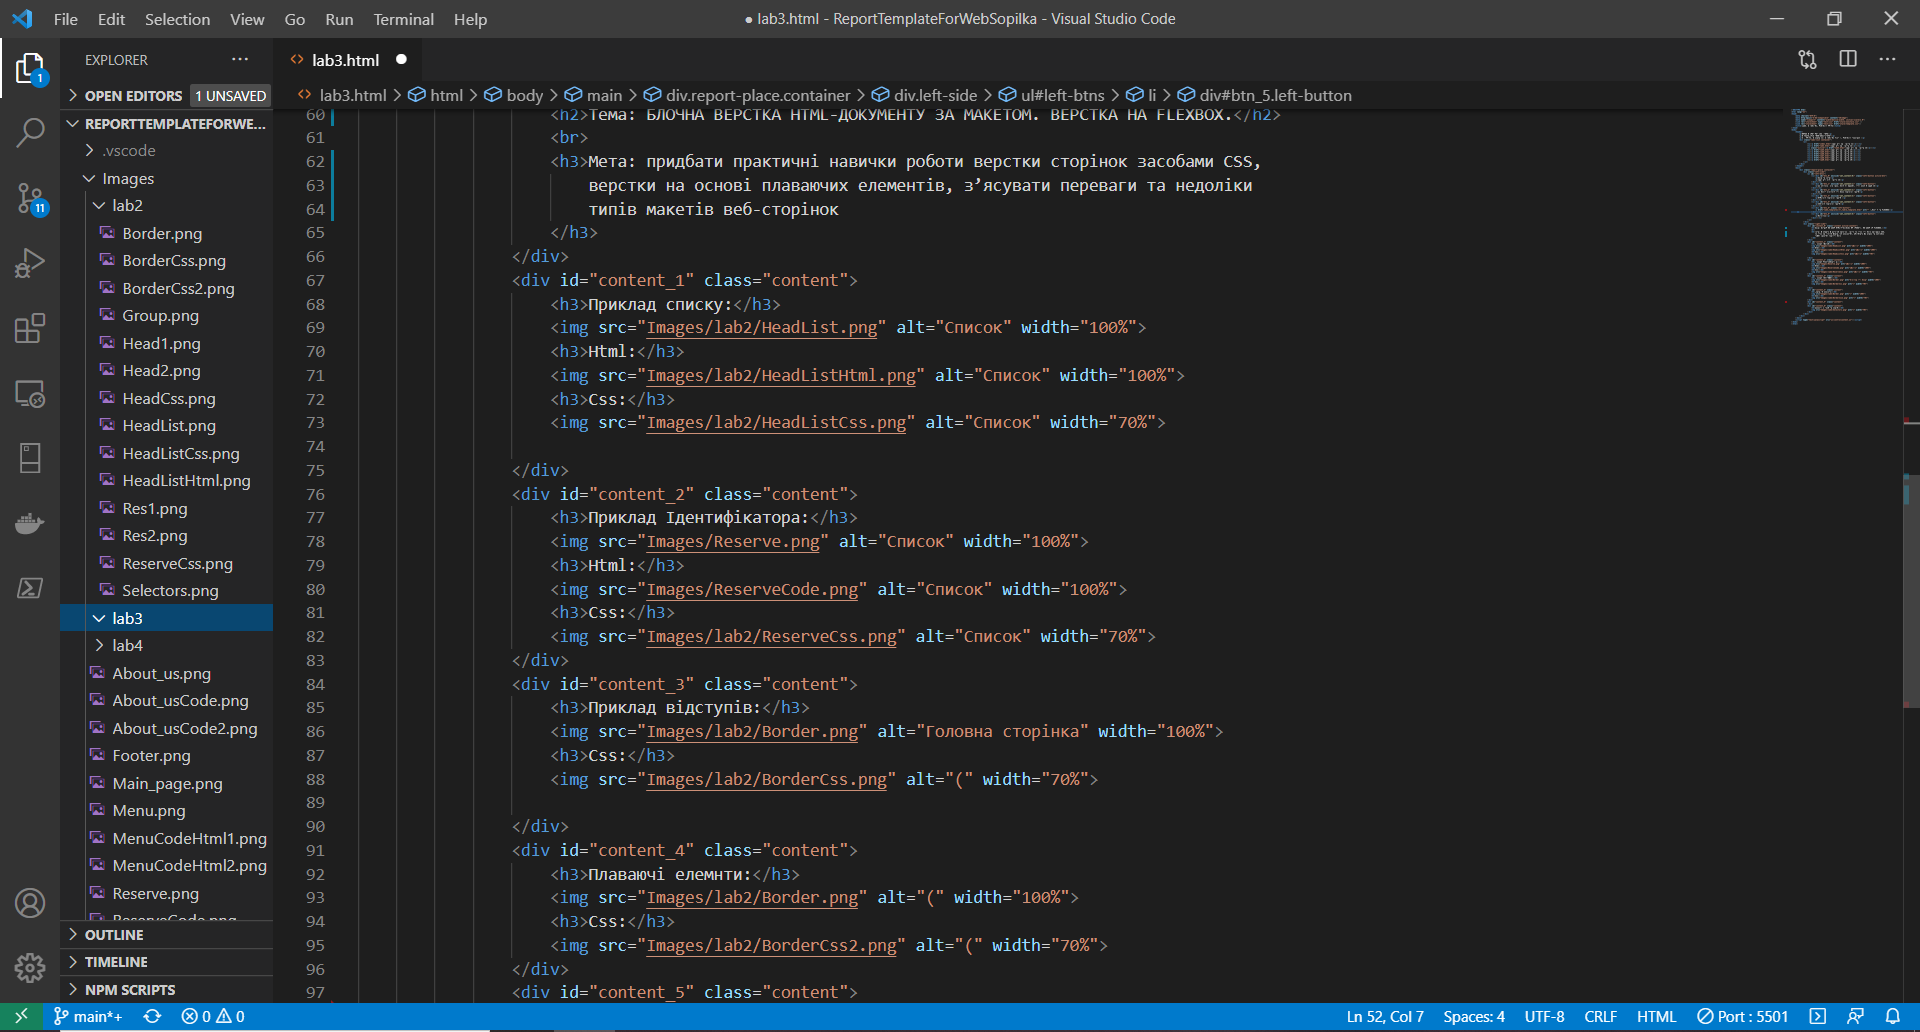 File Edit Selection View Go Run Terminal Help
● lab3.html - ReportTemplateForWebSopilka - Visual Studio Code
EXPLORER
lab3.html
OPEN EDITORS 1 UNSAVED
lab3.html > html > body > main > div.report-place.container > div.left-side > ul#left-btns > li > div#btn_5.left-button
REPORTTEMPLATEFORWE...
.vscode
Images
lab2
Border.png
BorderCss.png
BorderCss2.png
Group.png
Head1.png
Head2.png
HeadCss.png
HeadList.png
HeadListCss.png
HeadListHtml.png
Res1.png
Res2.png
ReserveCss.png
Selectors.png
lab3
lab4
About_us.png
About_usCode.png
About_usCode2.png
Footer.png
Main_page.png
Menu.png
MenuCodeHtml1.png
MenuCodeHtml2.png
Reserve.png
ReserveCode.png
OUTLINE
TIMELINE
NPM SCRIPTS
1
11
60 <h2>Тема: БЛОЧНА ВЕРСТКА HTML-ДОКУМЕНТУ ЗА МАКЕТОМ. ВЕРСТКА НА FLEXBOX.</h2>
61 <br>
62 <h3>Мета: придбати практичні навички роботи верстки сторінок засобами CSS,
63 верстки на основі плаваючих елементів, з’ясувати переваги та недоліки
64 типів макетів веб-сторінок
65 </h3>
66 </div>
67 <div id="content_1" class="content">
68 <h3>Приклад списку:</h3>
69 <img src="Images/lab2/HeadList.png" alt="Список" width="100%">
70 <h3>Html:</h3>
71 <img src="Images/lab2/HeadListHtml.png" alt="Список" width="100%">
72 <h3>Css:</h3>
73 <img src="Images/lab2/HeadListCss.png" alt="Список" width="70%">
74
75 </div>
76 <div id="content_2" class="content">
77 <h3>Приклад Ідентифікатора:</h3>
78 <img src="Images/Reserve.png" alt="Список" width="100%">
79 <h3>Html:</h3>
80 <img src="Images/ReserveCode.png" alt="Список" width="100%">
81 <h3>Css:</h3>
82 <img src="Images/lab2/ReserveCss.png" alt="Список" width="70%">
83 </div>
84 <div id="content_3" class="content">
85 <h3>Приклад відступів:</h3>
86 <img src="Images/lab2/Border.png" alt="Головна сторінка" width="100%">
87 <h3>Css:</h3>
88 <img src="Images/lab2/BorderCss.png" alt="(" width="70%">
89
90 </div>
91 <div id="content_4" class="content">
92 <h3>Плаваючі елемнти:</h3>
93 <img src="Images/lab2/Border.png" alt="(" width="100%">
94 <h3>Css:</h3>
95 <img src="Images/lab2/BorderCss2.png" alt="(" width="70%">
96 </div>
97 <div id="content_5" class="content">
main*+ 0 0 Ln 52, Col 7 Spaces: 4 UTF-8 CRLF HTML Port : 5501